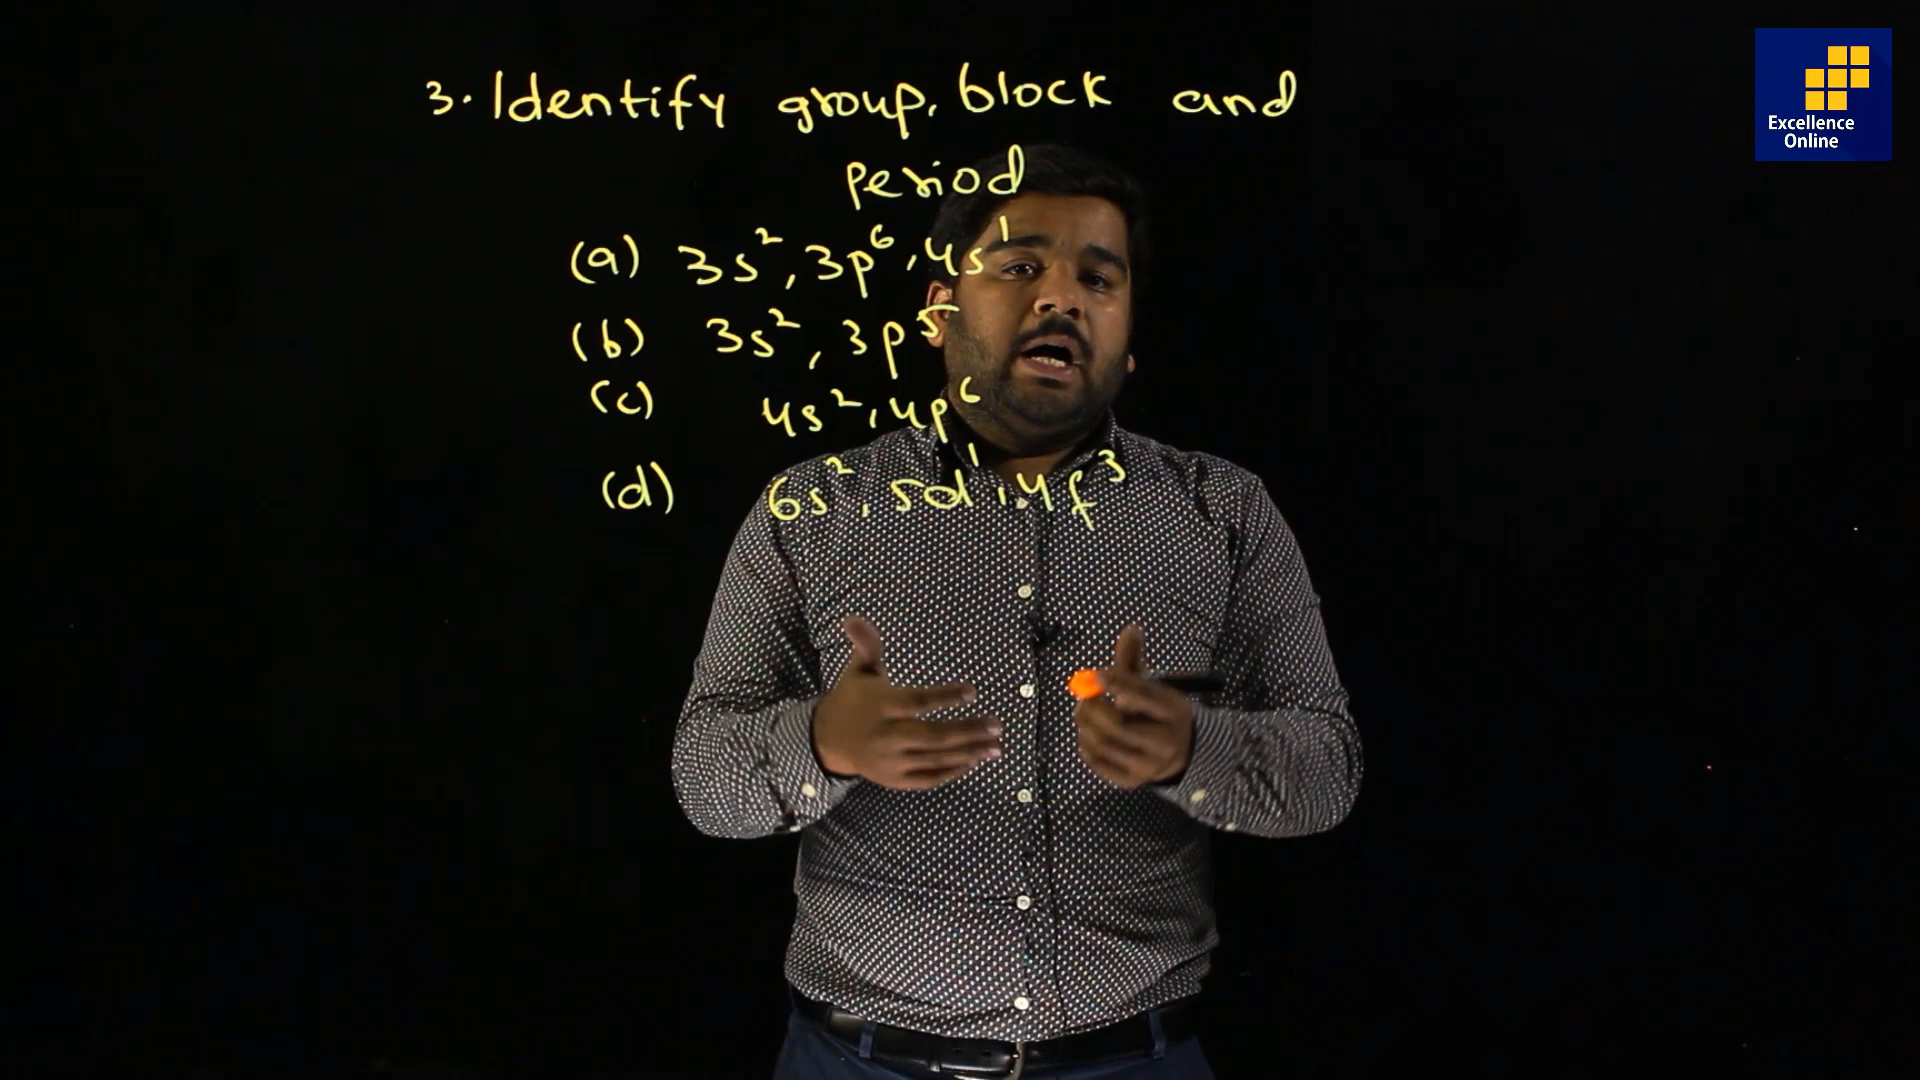 3. Identify group, block and
period
(a) 3s², 3p⁶, 4s¹
(b) 3s², 3p⁵
(c) 4s², 4p⁶
(d) 6s², 5d¹, 4f³
Excellence
Online